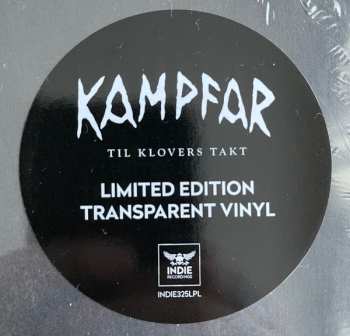 KAMPFAR
TIL KLOVERS TAKT
LIMITED EDITION
TRANSPARENT VINYL
INDIE
RECORDINGS
INDIE325LPL